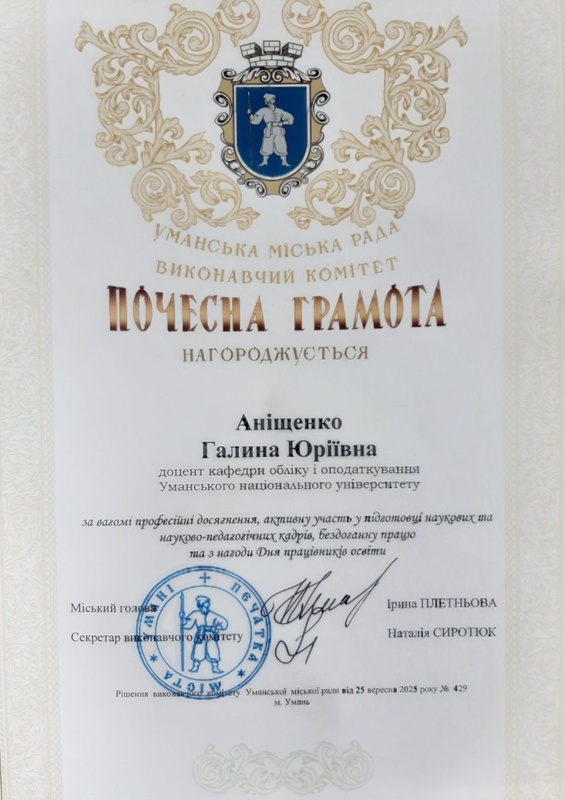 УМАНСЬКА МІСЬКА РАДА
ВИКОНАВЧИЙ КОМІТЕТ
ПОЧЕСНА ГРАМОТА
НАГОРОДЖУЄТЬСЯ
Аніщенко
Галина Юріївна
доцент кафедри обліку і оподаткування
Уманського національного університету
за вагомі професійні досягнення, активну участь у підготовці наукових та
науково-педагогічних кадрів, бездоганну працю
та з нагоди Дня працівників освіти
Міський голова Ірина ПЛЕТНЬОВА
Секретар виконавчого комітету Наталія СИРОТЮК
ПЕЧАТКА МІСТА УМАНІ
Рішення виконавчого комітету Уманської міської ради від 25 вересня 2025 року № 429
м. Умань